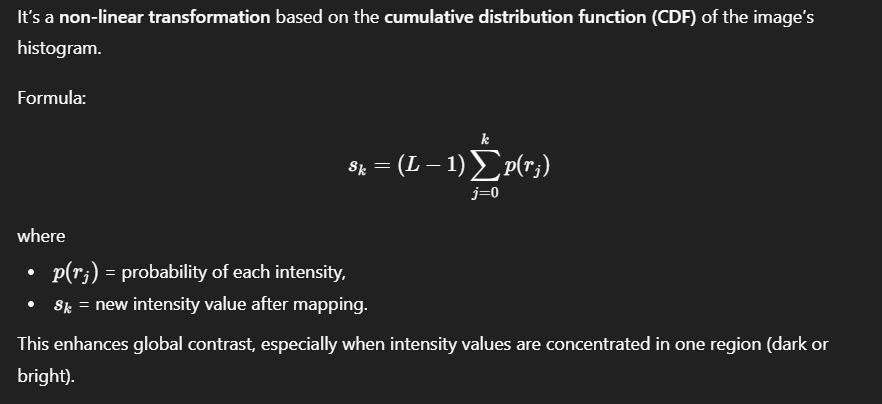 It's a non-linear transformation based on the cumulative distribution function (CDF) of the image's
histogram.
Formula:
s_k = (L − 1) ∑_{j=0}^{k} p(r_j)
where
• p(r_j) = probability of each intensity,
• s_k = new intensity value after mapping.
This enhances global contrast, especially when intensity values are concentrated in one region (dark or
bright).